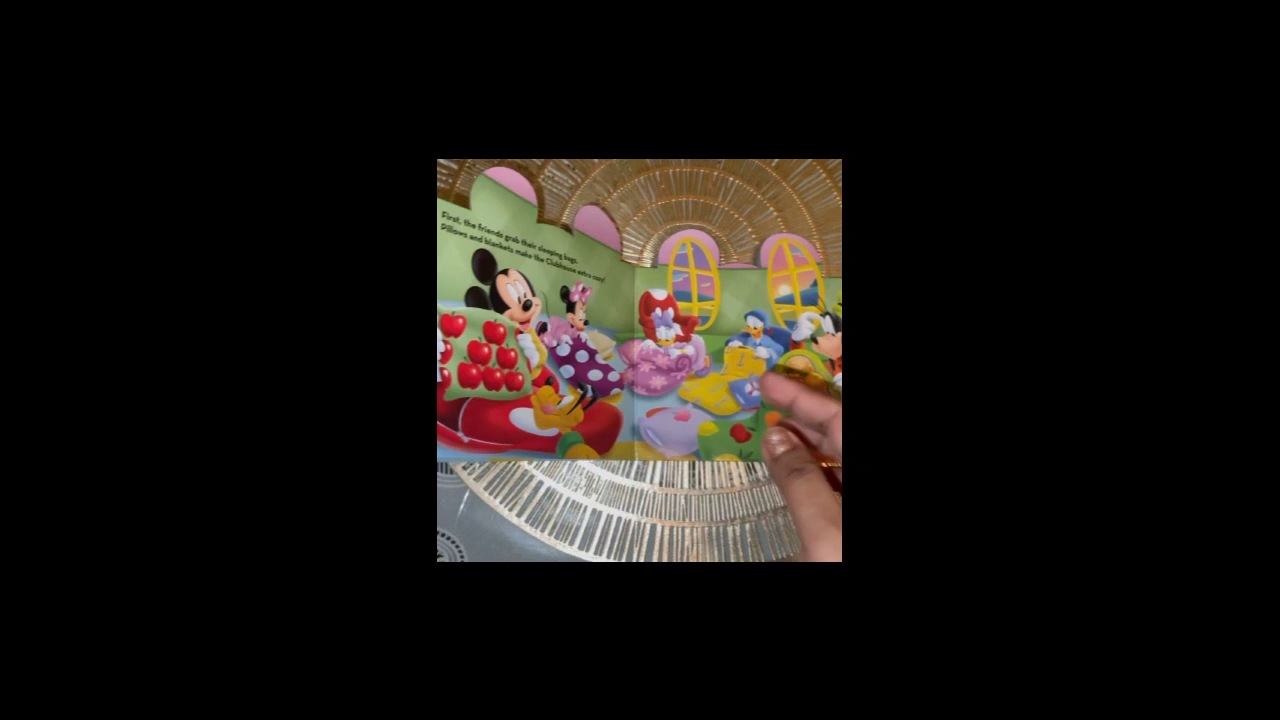 First, the friends grab their sleeping bags.
Pillows and blankets make the Clubhouse extra cozy!